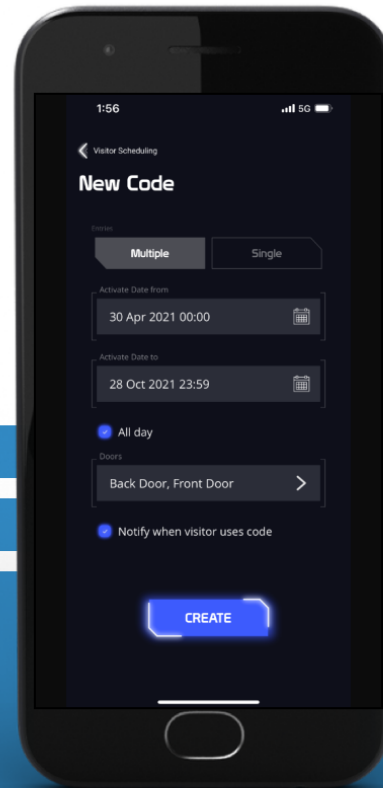 1:56
5G
Visitor Scheduling
New Code
Entries
Multiple
Single
Activate Date from
30 Apr 2021 00:00
Activate Date to
28 Oct 2021 23:59
All day
Doors
Back Door, Front Door
Notify when visitor uses code
CREATE